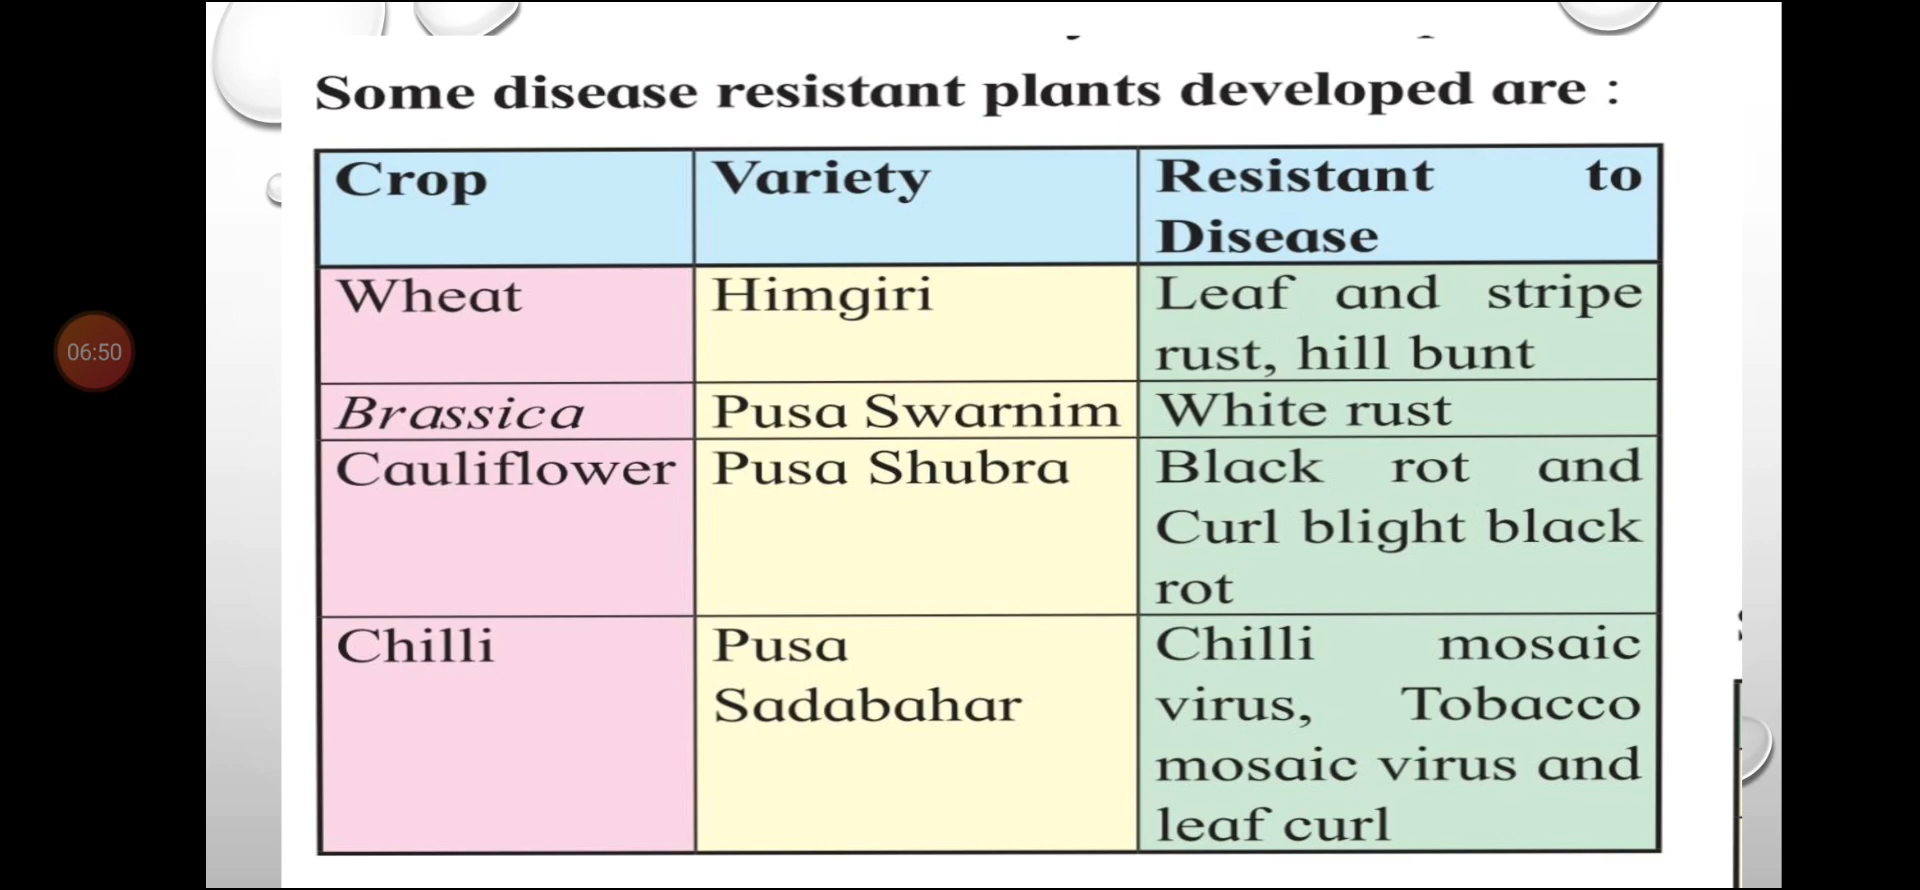 Some disease resistant plants developed are :
Crop
Variety
Resistant to
Disease
Wheat
Himgiri
Leaf and stripe
rust, hill bunt
Brassica
Pusa Swarnim
White rust
Cauliflower
Pusa Shubra
Black rot and
Curl blight black
rot
Chilli
Pusa
Sadabahar
Chilli mosaic
virus, Tobacco
mosaic virus and
leaf curl
06:50